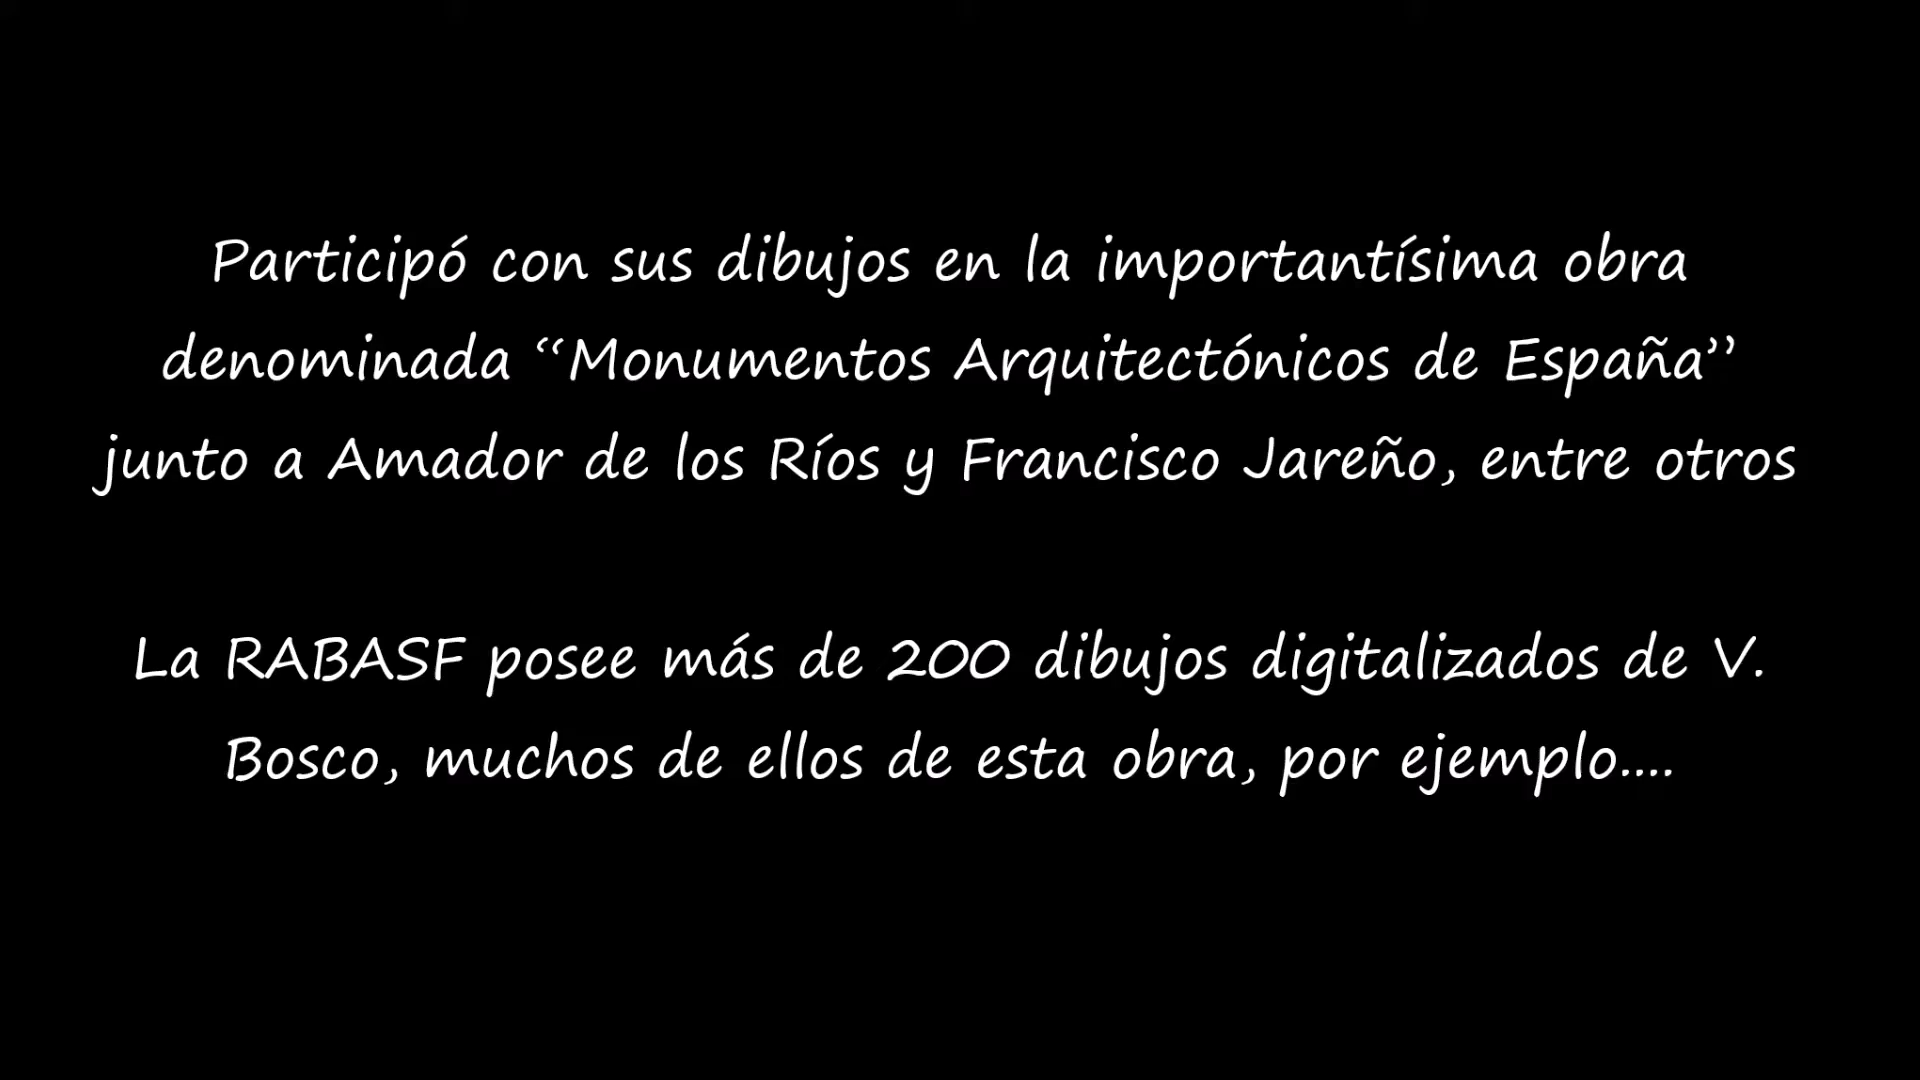 Participó con sus dibujos en la importantísima obra
denominada “Monumentos Arquitectónicos de España”
junto a Amador de los Ríos y Francisco Jareño, entre otros
La RABASF posee más de 200 dibujos digitalizados de V.
Bosco, muchos de ellos de esta obra, por ejemplo....